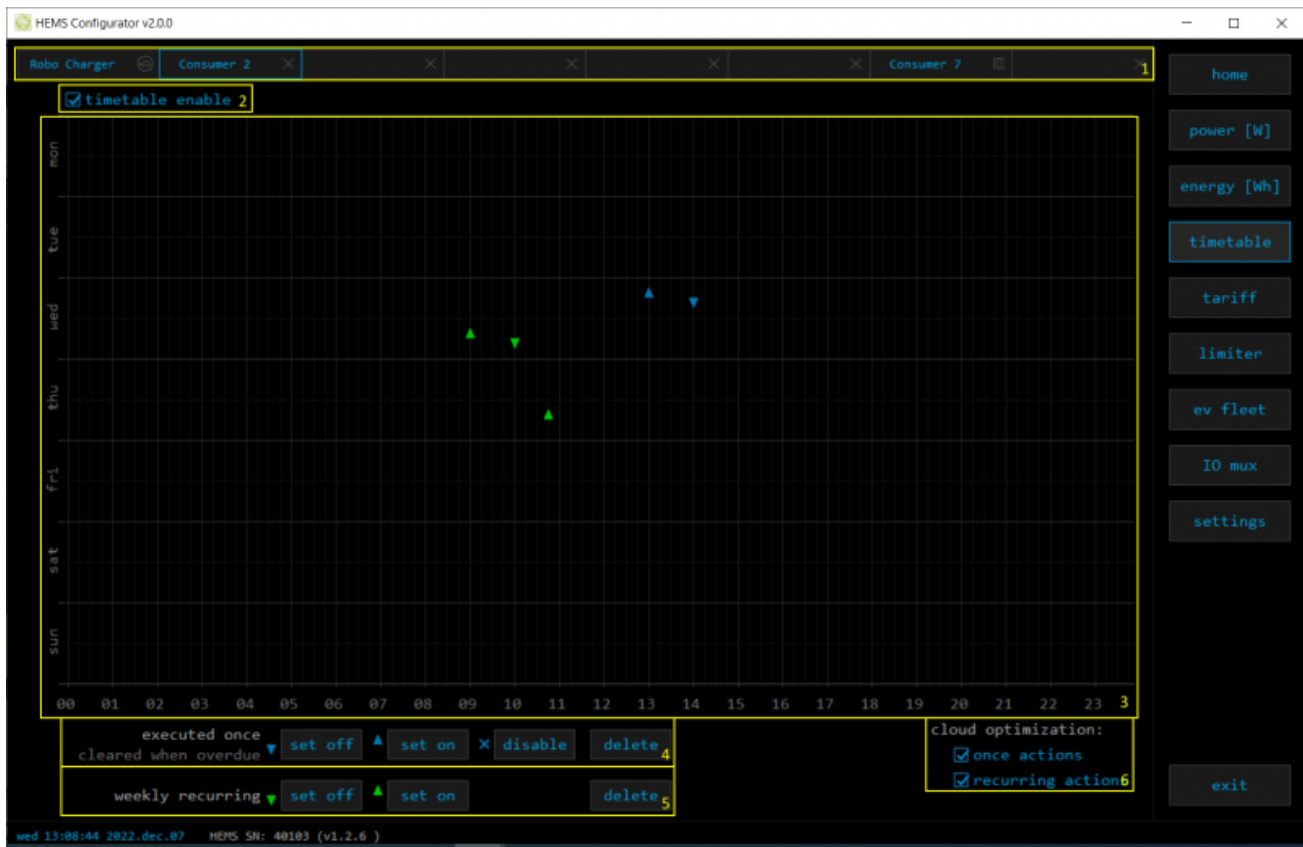 HEMS Configurator v2.0.0
Robo Charger Consumer 2 Consumer 7 1
home
timetable enable 2
power [W]
mon
energy [Wh]
tue
timetable
wed
tariff
limiter
thu
ev fleet
fri
IO mux
settings
sat
sun
00 01 02 03 04 05 06 07 08 09 10 11 12 13 14 15 16 17 18 19 20 21 22 23 3
executed once
cleared when overdue set off set on disable delete 4
cloud optimization:
once actions
recurring action 6
weekly recurring set off set on delete 5
exit
wed 13:08:44 2022.dec.07 HEMS SN: 40103 (v1.2.6 )